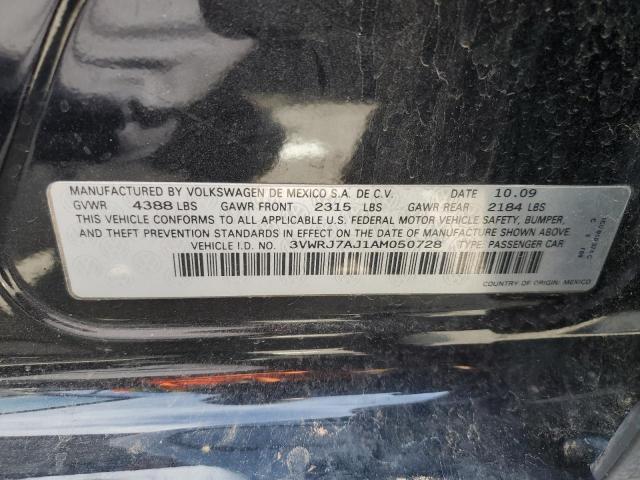 MANUFACTURED BY VOLKSWAGEN DE MEXICO S.A. DE C.V. DATE 10.09
GVWR 4388 LBS GAWR FRONT 2315 LBS GAWR REAR 2184 LBS
THIS VEHICLE CONFORMS TO ALL APPLICABLE U.S. FEDERAL MOTOR VEHICLE SAFETY, BUMPER,
AND THEFT PREVENTION STANDARDS IN EFFECT ON THE DATE OF MANUFACTURE SHOWN ABOVE.
VEHICLE I.D. NO. 3VWRJ7AJ1AM050728 TYPE: PASSENGER CAR
COUNTRY OF ORIGIN: MEXICO